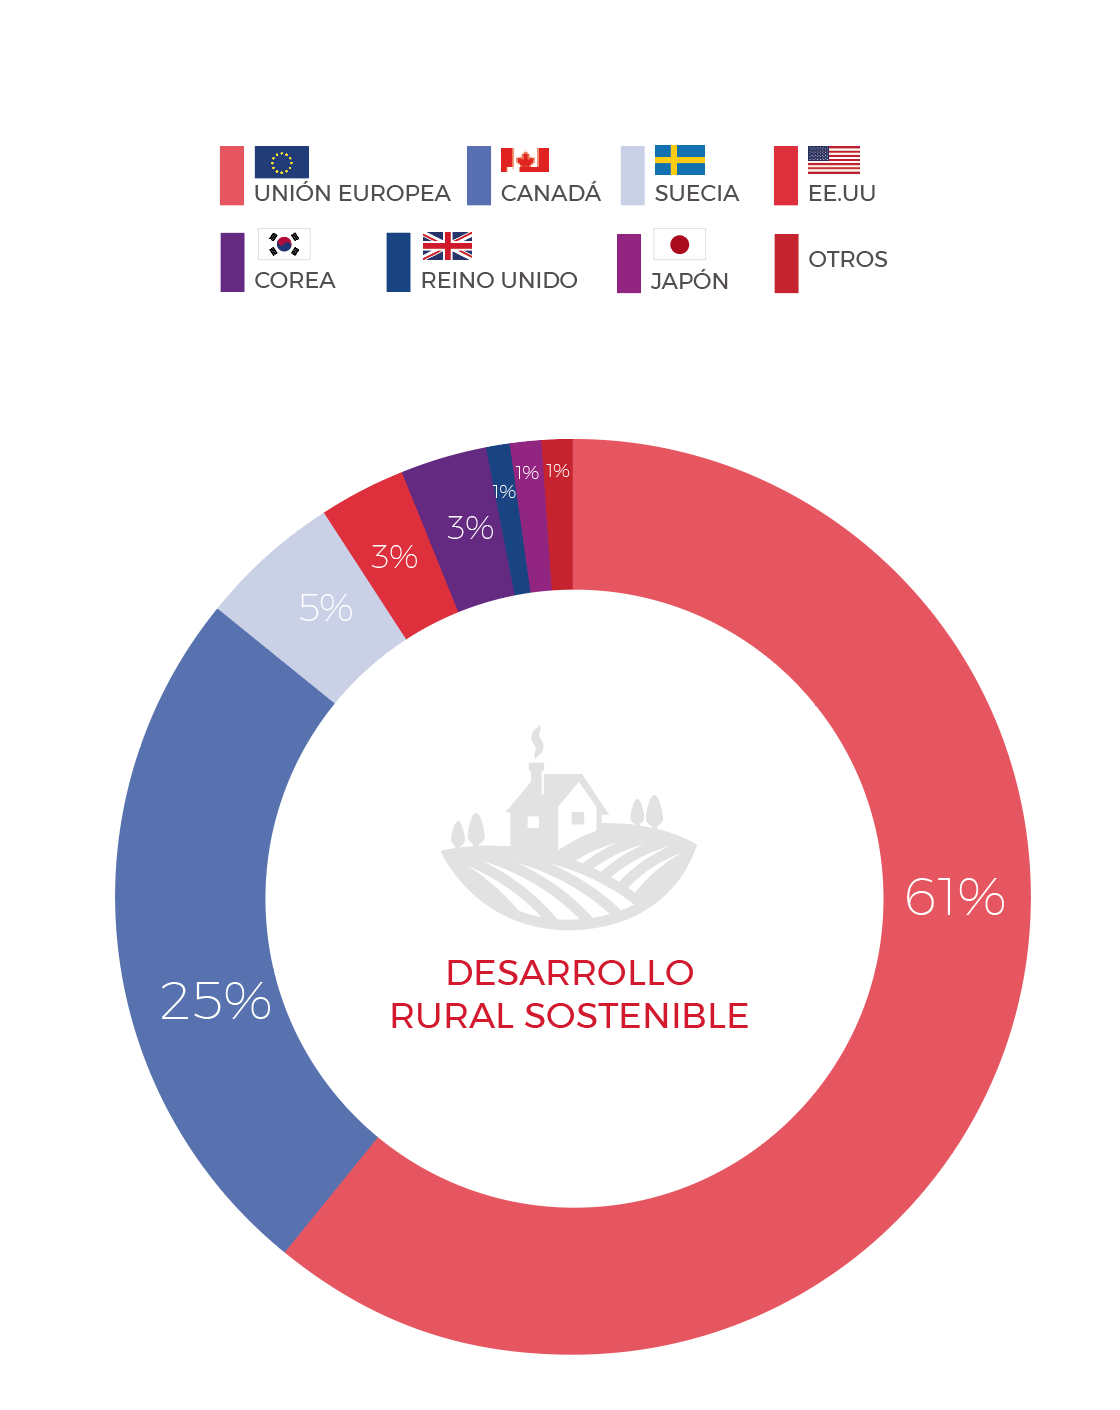 UNIÓN EUROPEA
CANADÁ
SUECIA
EE.UU
COREA
REINO UNIDO
JAPÓN
OTROS
1%
1%
1%
3%
3%
5%
61%
25%
DESARROLLO
RURAL SOSTENIBLE